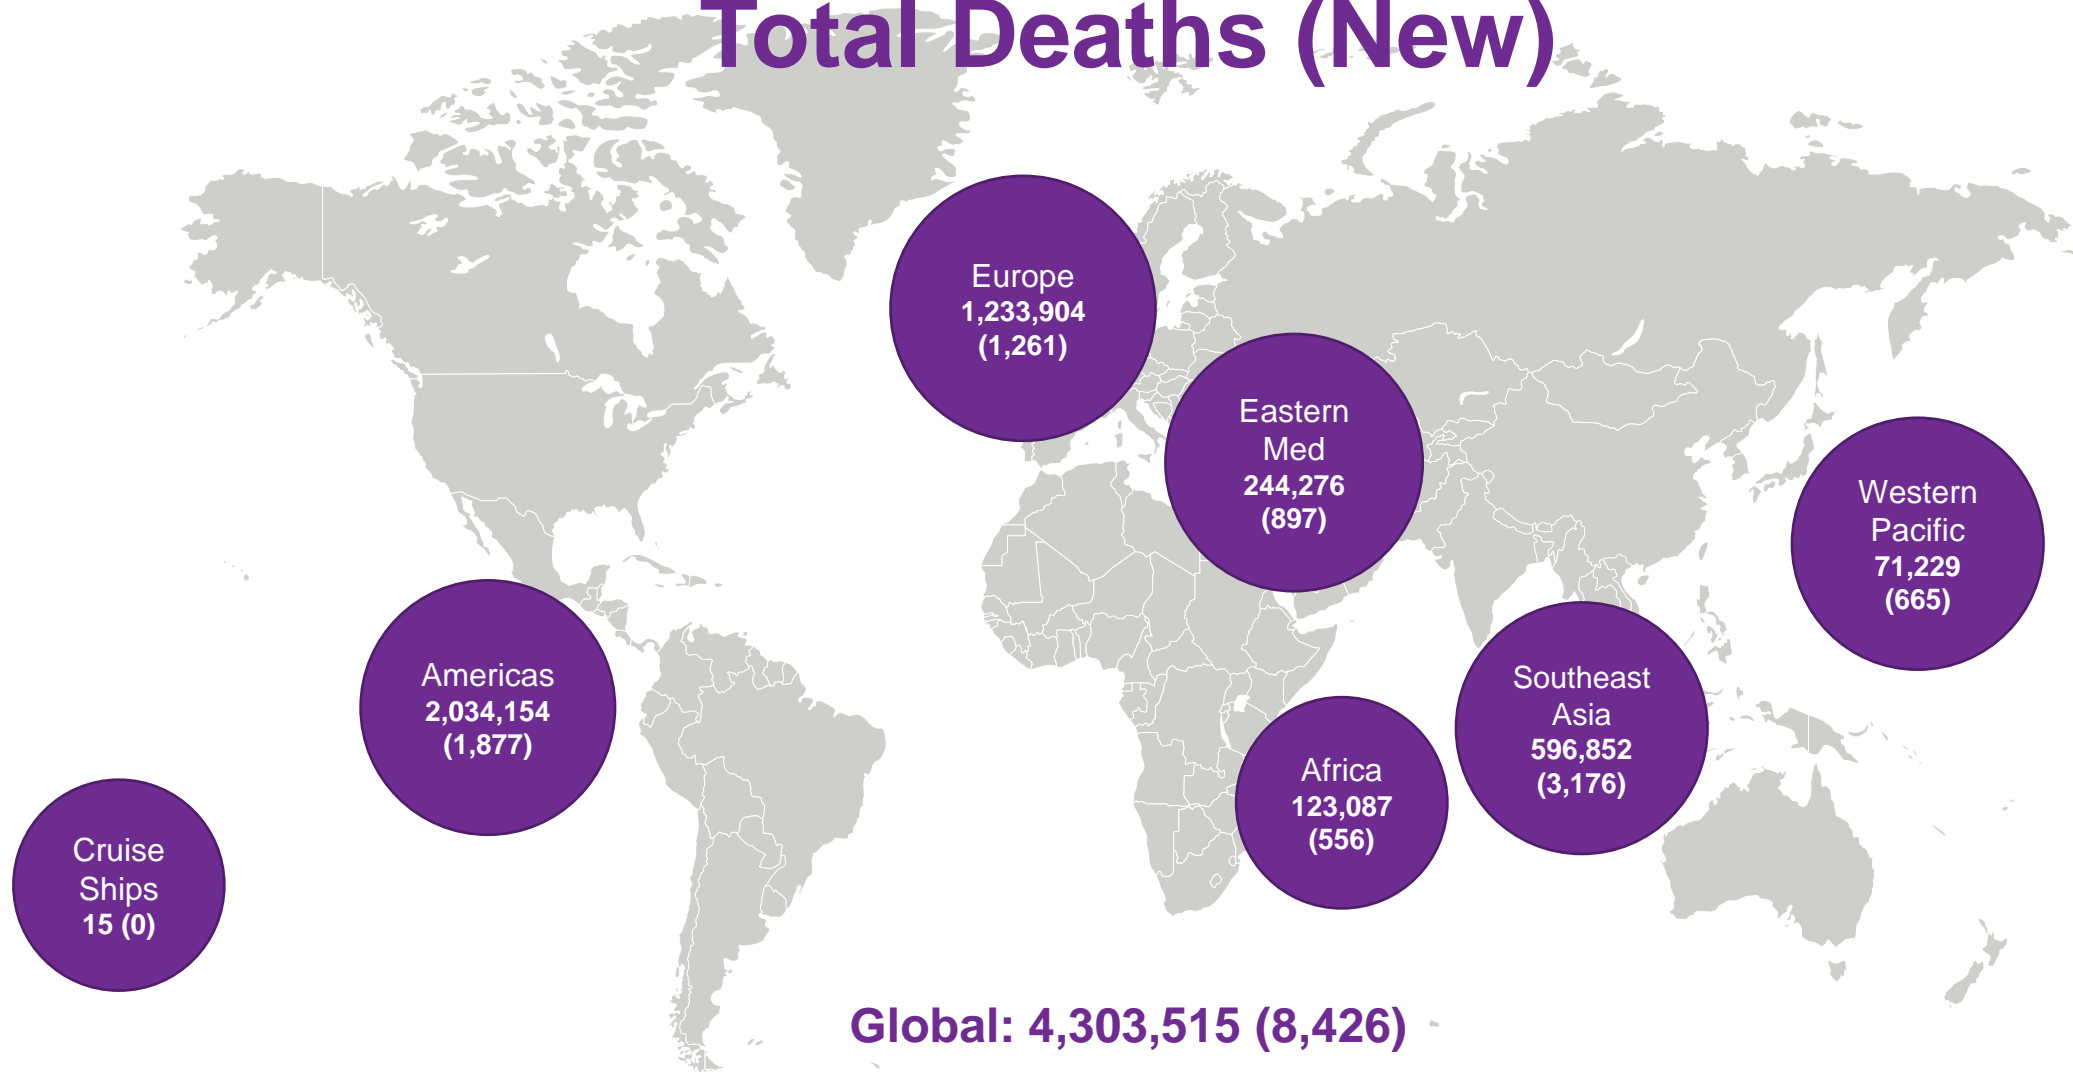 Total Deaths (New)
Europe
1,233,904
(1,261)
Eastern
Med
244,276
(897)
Western
Pacific
71,229
(665)
Americas
2,034,154
(1,877)
Southeast
Asia
596,852
(3,176)
Africa
123,087
(556)
Cruise
Ships
15 (0)
Global: 4,303,515 (8,426)